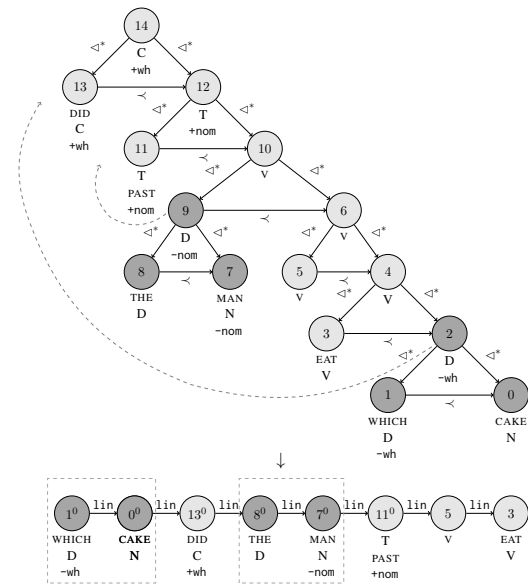 14
C
+wh
◁* ◁*
13 ≺ 12
DID
C
+wh
T
+nom
◁* ◁*
11 ≺ 10
T
PAST
+nom
V
◁* ◁*
9 ≺ 6
D
-nom
V
◁* ◁* ◁* ◁*
8 ≺ 7 5 ≺ 4
THE
D
MAN
N
-nom
V
V
◁* ◁*
3 ≺ 2
EAT
V
D
-wh
◁* ◁*
1 ≺ 0
WHICH
D
-wh
CAKE
N
↓
1⁰ lin 0⁰ lin 13⁰ lin 8⁰ lin 7⁰ lin 11⁰ lin 5 lin 3
WHICH CAKE DID THE MAN T V EAT
D N C D N PAST V
-wh +wh -nom +nom